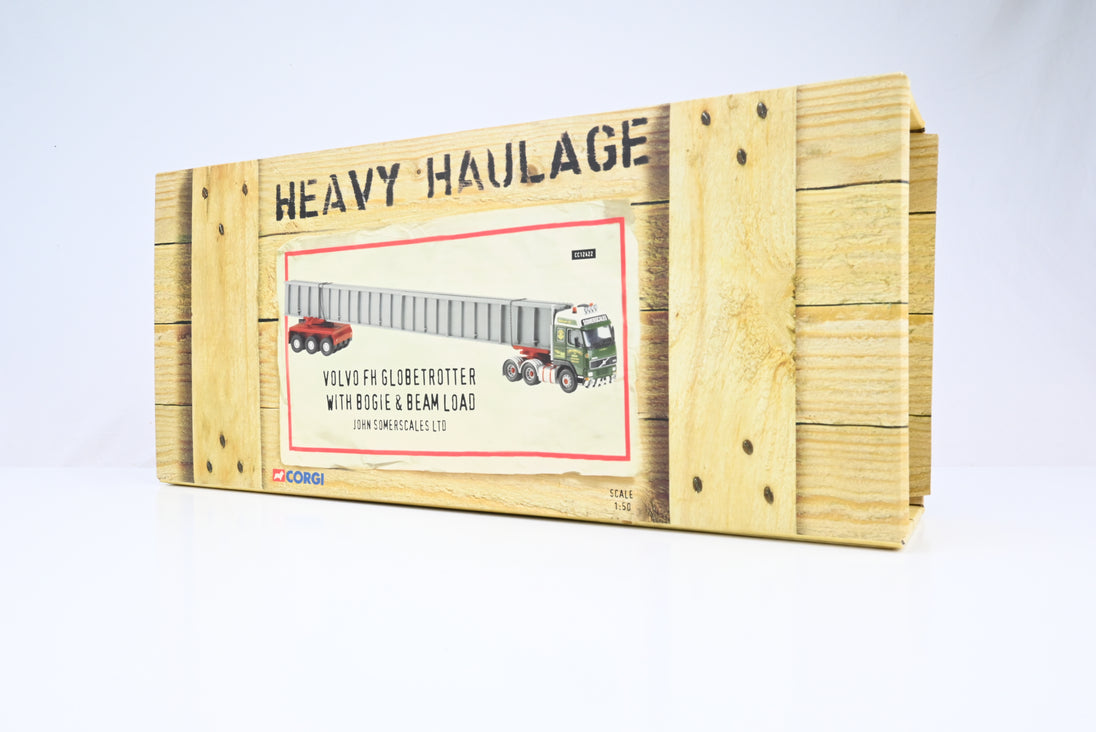 HEAVY HAULAGE
CC12422
VOLVO FH GLOBETROTTER
WITH BOGIE & BEAM LOAD
JOHN SOMERSCALES LTD
CORGI
SCALE
1:50